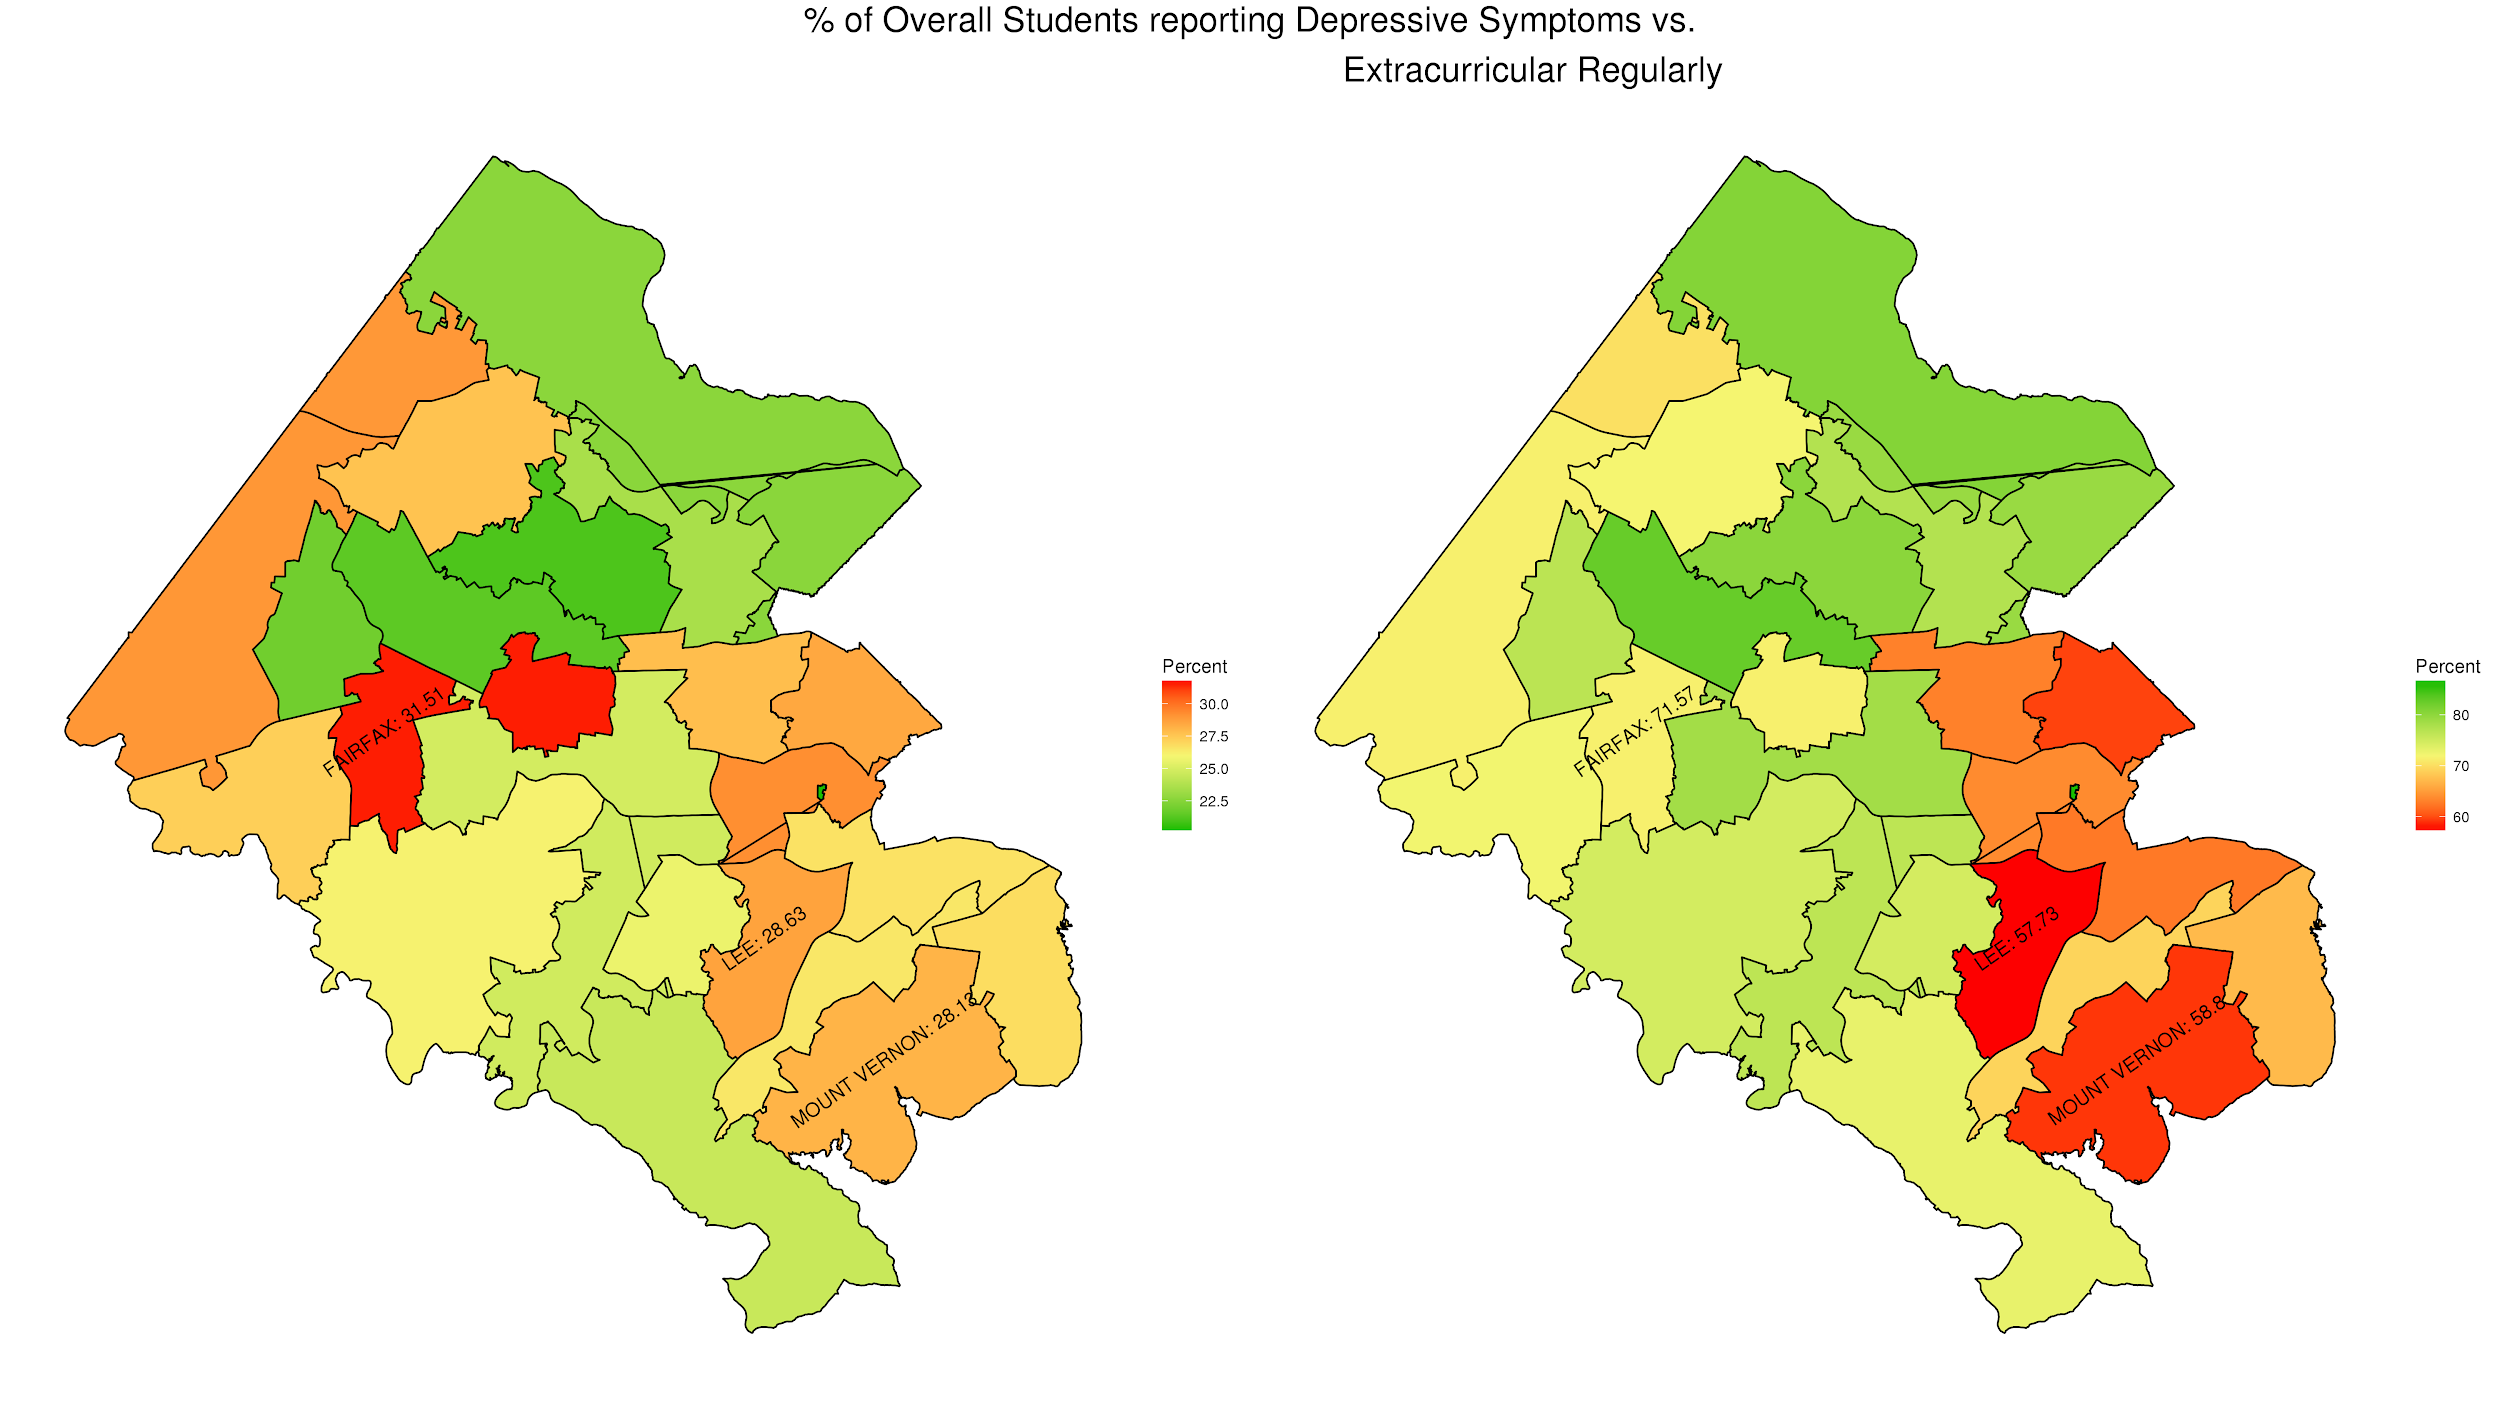 % of Overall Students reporting Depressive Symptoms vs.
Extracurricular Regularly
FAIRFAX: 31.51
LEE: 28.63
MOUNT VERNON: 28.13
Percent
30.0
27.5
25.0
22.5
FAIRFAX: 71.57
LEE: 57.73
MOUNT VERNON: 58.8
Percent
80
70
60